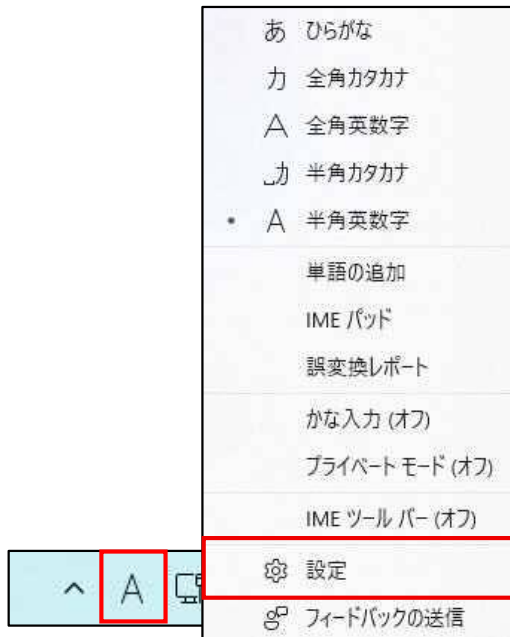 あ ひらがな
カ 全角カタカナ
A 全角英数字
_カ 半角カタカナ
• A 半角英数字
単語の追加
IME パッド
誤変換レポート
かな入力 (オフ)
プライベート モード (オフ)
IME ツール バー (オフ)
設定
フィードバックの送信
A